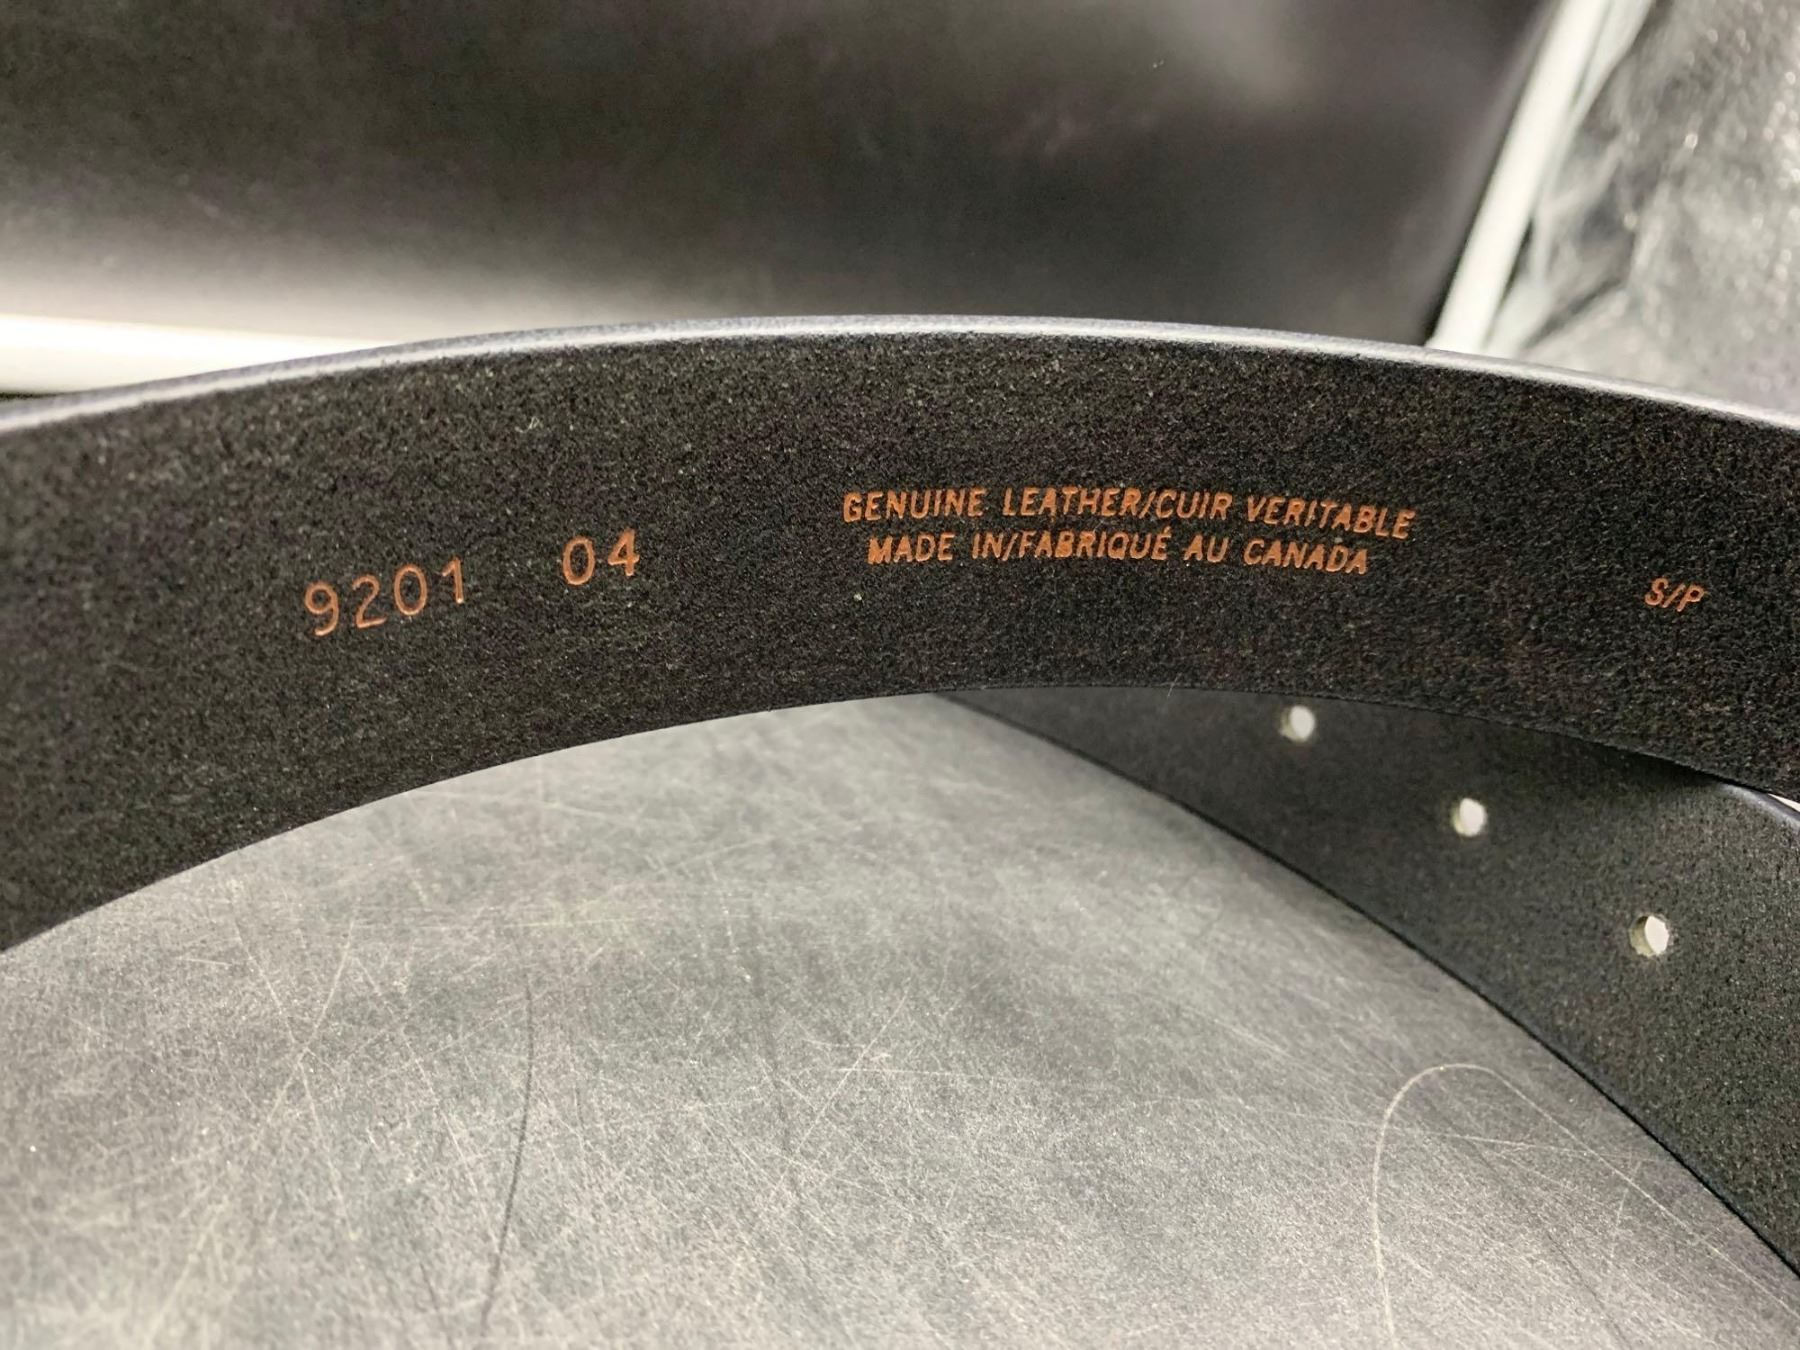 9201 04
GENUINE LEATHER/CUIR VERITABLE
MADE IN/FABRIQUÉ AU CANADA
S/P